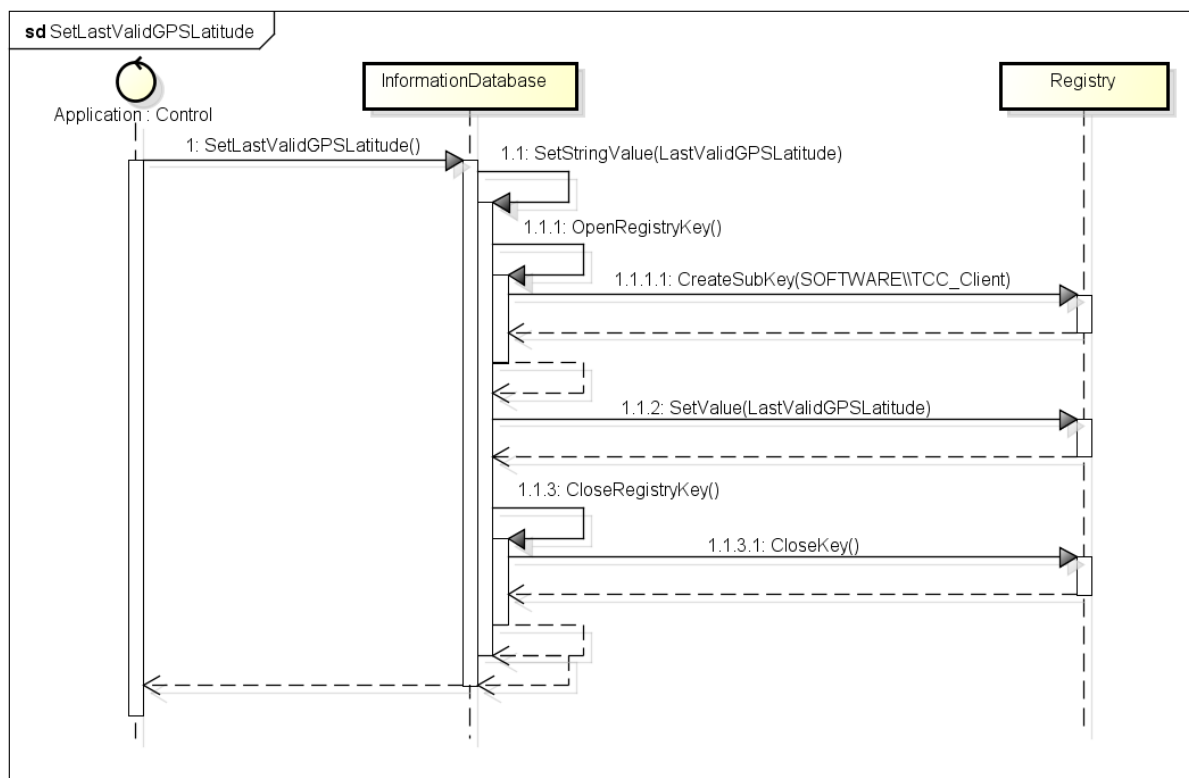 sd SetLastValidGPSLatitude
Application : Control
InformationDatabase
Registry
1: SetLastValidGPSLatitude()
1.1: SetStringValue(LastValidGPSLatitude)
1.1.1: OpenRegistryKey()
1.1.1.1: CreateSubKey(SOFTWARE\\TCC_Client)
1.1.2: SetValue(LastValidGPSLatitude)
1.1.3: CloseRegistryKey()
1.1.3.1: CloseKey()